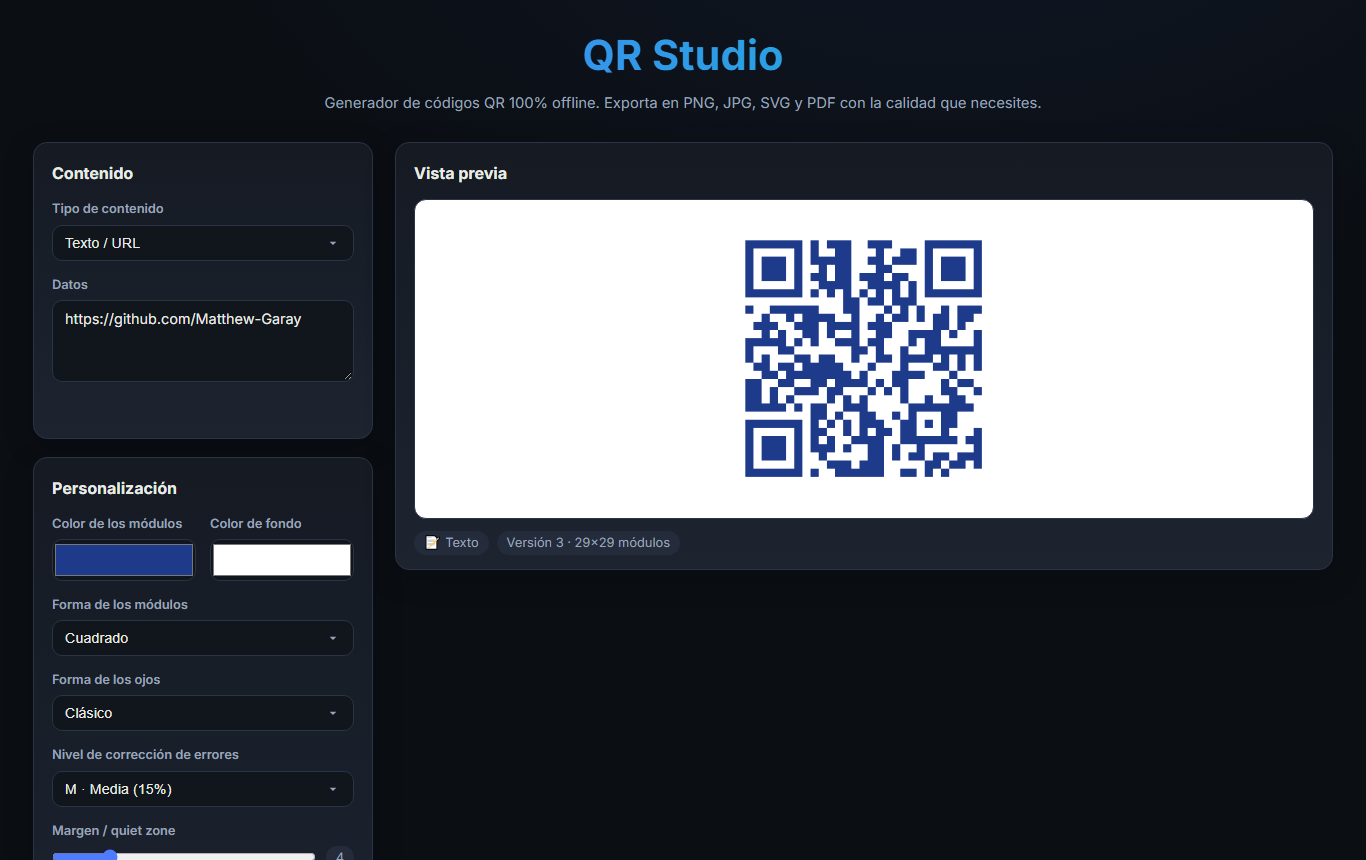 QR Studio
Generador de códigos QR 100% offline. Exporta en PNG, JPG, SVG y PDF con la calidad que necesites.
Contenido
Tipo de contenido
Texto / URL
Datos
https://github.com/Matthew-Garay
Personalización
Color de los módulos
Color de fondo
Forma de los módulos
Cuadrado
Forma de los ojos
Clásico
Nivel de corrección de errores
M · Media (15%)
Margen / quiet zone
4
Vista previa
📝 Texto
Versión 3 · 29×29 módulos